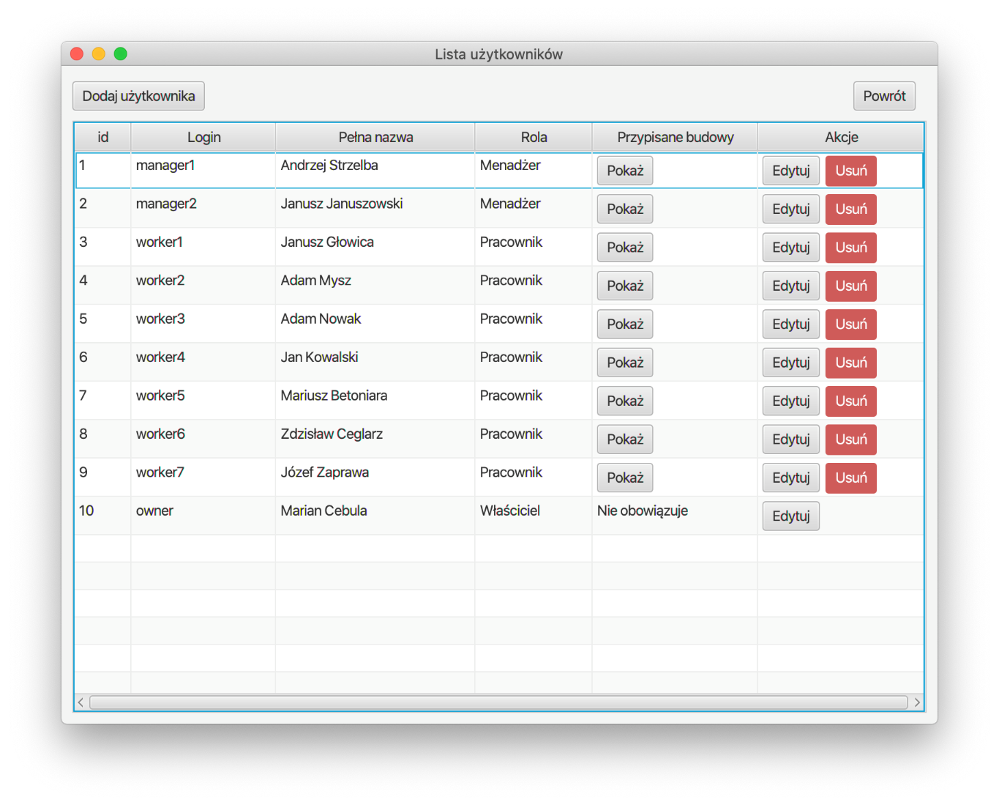 Lista użytkowników
Dodaj użytkownika Powrót
id Login Pełna nazwa Rola Przypisane budowy Akcje
1 manager1 Andrzej Strzelba Menadżer Pokaż Edytuj Usuń
2 manager2 Janusz Januszowski Menadżer Pokaż Edytuj Usuń
3 worker1 Janusz Głowica Pracownik Pokaż Edytuj Usuń
4 worker2 Adam Mysz Pracownik Pokaż Edytuj Usuń
5 worker3 Adam Nowak Pracownik Pokaż Edytuj Usuń
6 worker4 Jan Kowalski Pracownik Pokaż Edytuj Usuń
7 worker5 Mariusz Betoniara Pracownik Pokaż Edytuj Usuń
8 worker6 Zdzisław Ceglarz Pracownik Pokaż Edytuj Usuń
9 worker7 Józef Zaprawa Pracownik Pokaż Edytuj Usuń
10 owner Marian Cebula Właściciel Nie obowiązuje Edytuj